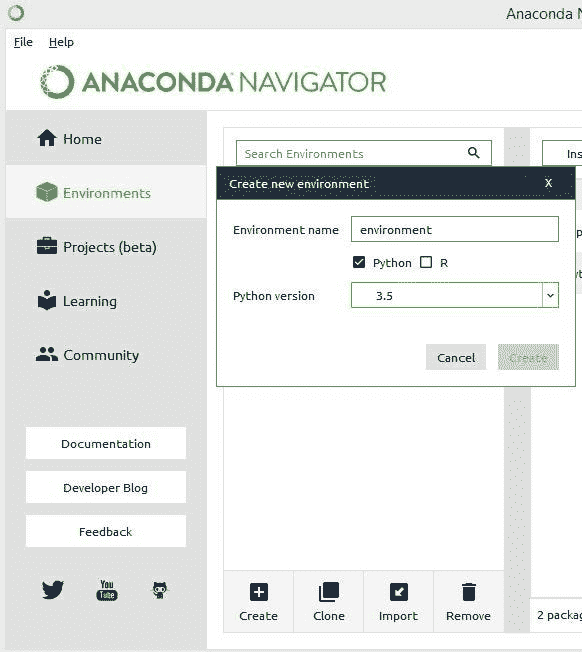 Anaconda N
File Help
ANACONDA NAVIGATOR
Home
Environments
Projects (beta)
Learning
Community
Documentation
Developer Blog
Feedback
You Tube
Search Environments
Ins
Create new environment X
Environment name environment
Python R
Python version 3.5
Cancel Create
Create Clone Import Remove
2 packag